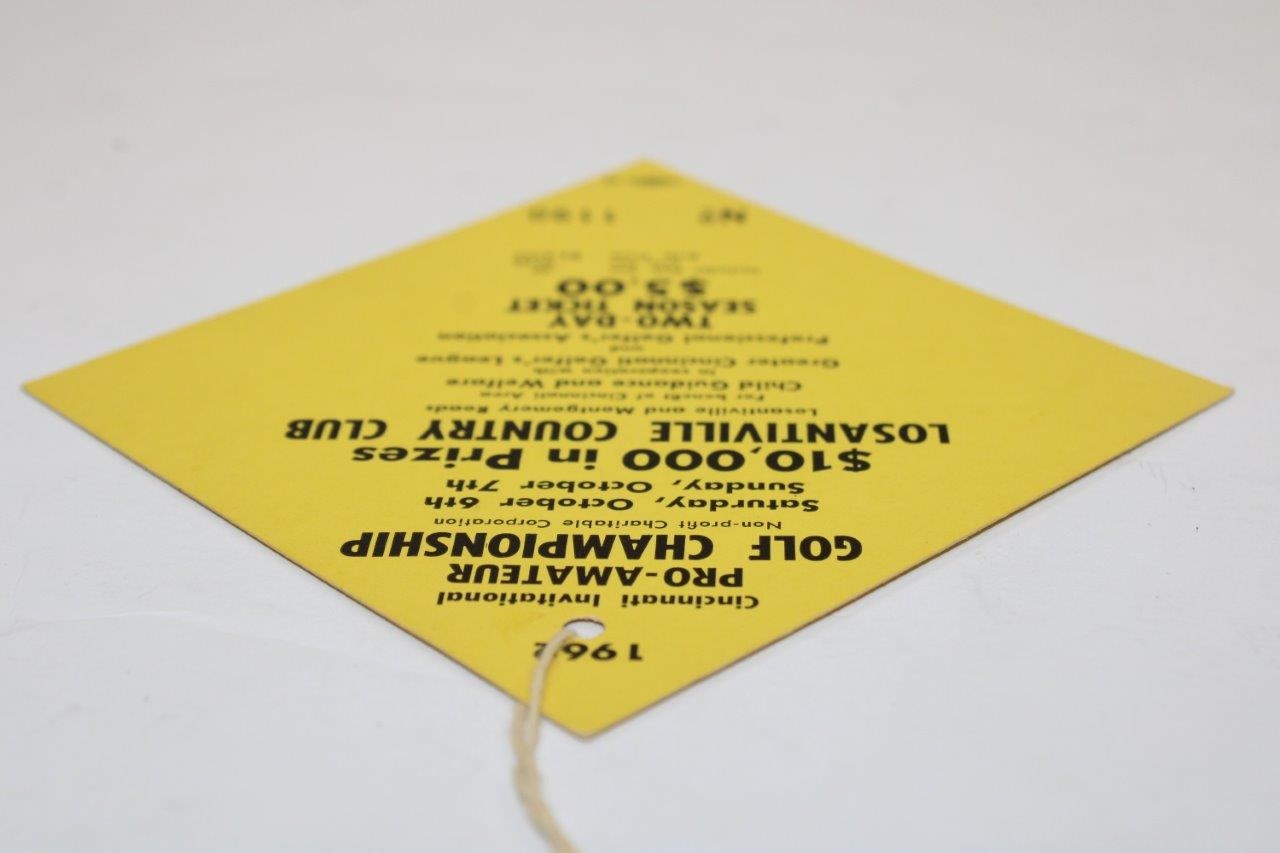 1962
Cincinnati Invitational
PRO-AMATEUR
GOLF CHAMPIONSHIP
Non-profit Charitable Corporation
Saturday, October 6th
Sunday, October 7th
$10,000 in Prizes
LOSANTIVILLE COUNTRY CLUB
Losantiville and Montgomery Roads
For benefit of Cincinnati Area
Child Guidance and Welfare
In cooperation with
Greater Cincinnati Golfer's League
and
Professional Golfer's Association
TWO-DAY
SEASON TICKET
$5.00
Nº